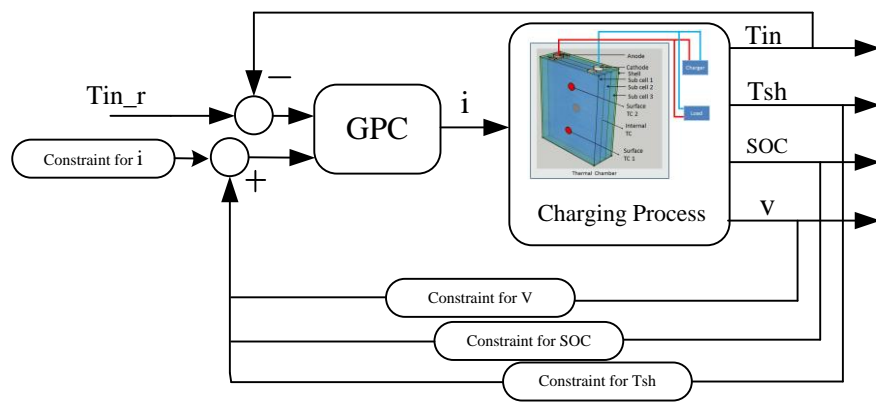 Tin
Tin_r
−
GPC
i
Constraint for i
+
Anode
Cathode
Shell
Sub cell 1
Sub cell 2
Sub cell 3
Surface
TC 2
Internal
TC
Surface
TC 1
Charger
Load
Thermal Chamber
Charging Process
Tsh
SOC
v
Constraint for V
Constraint for SOC
Constraint for Tsh